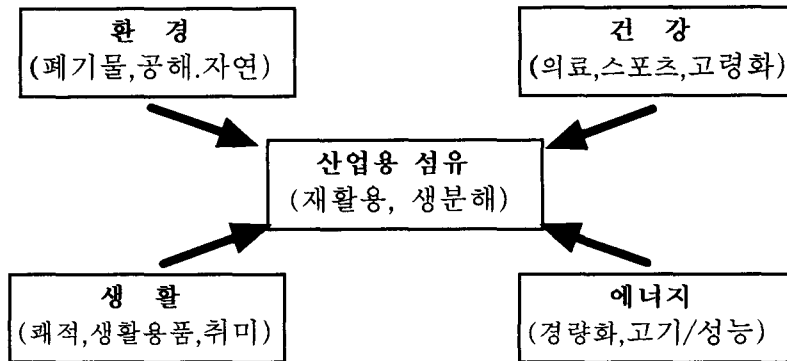 환 경
(폐기물,공해.자연)
건 강
(의료,스포츠,고령화)
산업용 섬유
(재활용, 생분해)
생 활
(쾌적,생활용품,취미)
에너지
(경량화,고기/성능)